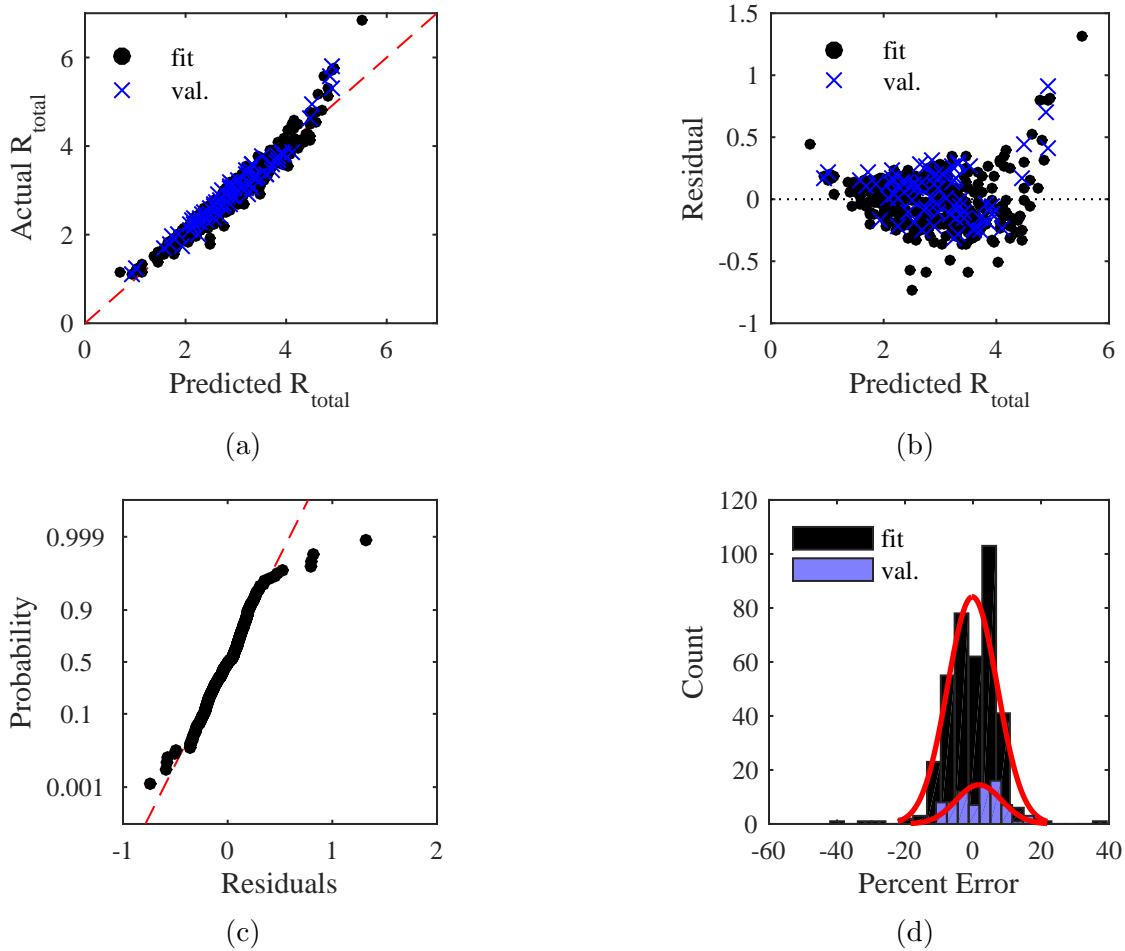 6
4
2
0
0
2
4
6
Actual R_total
Predicted R_total
fit
val.
(a)
1.5
1
0.5
0
-0.5
-1
0
2
4
6
Residual
Predicted R_total
fit
val.
(b)
0.999
0.9
0.5
0.1
0.001
-1
0
1
2
Probability
Residuals
(c)
120
100
80
60
40
20
0
-60
-40
-20
0
20
40
Count
Percent Error
fit
val.
(d)